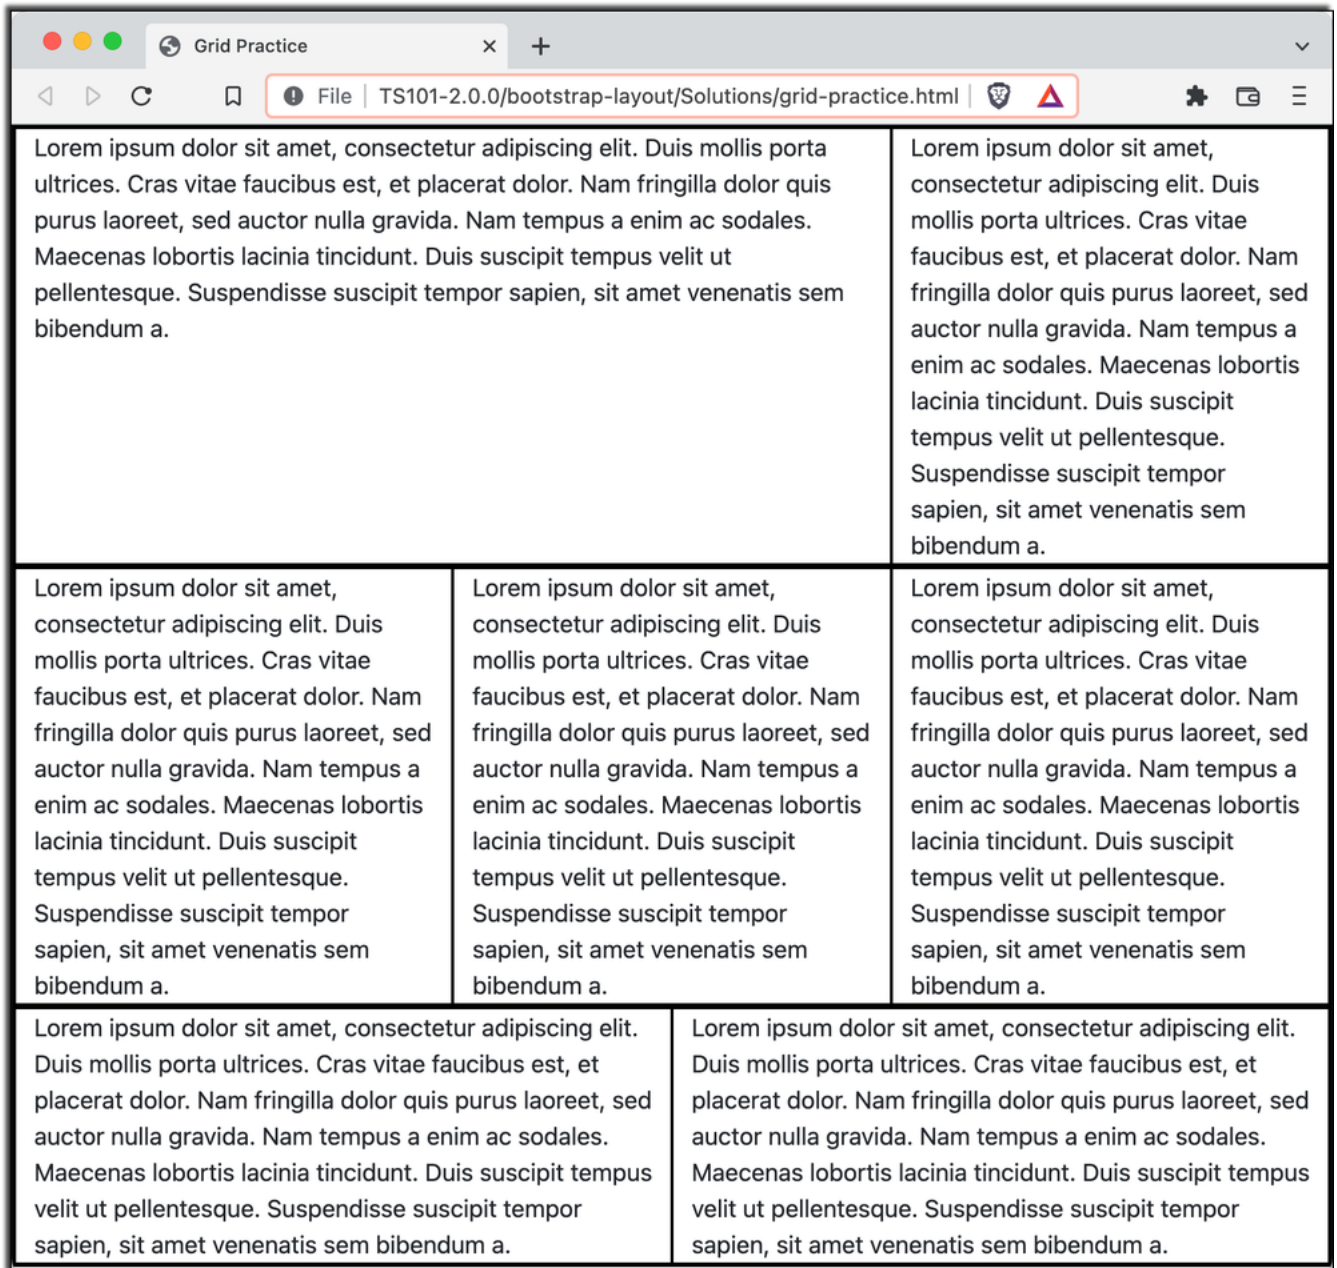 Grid Practice
File | TS101-2.0.0/bootstrap-layout/Solutions/grid-practice.html
Lorem ipsum dolor sit amet, consectetur adipiscing elit. Duis mollis porta
ultrices. Cras vitae faucibus est, et placerat dolor. Nam fringilla dolor quis
purus laoreet, sed auctor nulla gravida. Nam tempus a enim ac sodales.
Maecenas lobortis lacinia tincidunt. Duis suscipit tempus velit ut
pellentesque. Suspendisse suscipit tempor sapien, sit amet venenatis sem
bibendum a.
Lorem ipsum dolor sit amet,
consectetur adipiscing elit. Duis
mollis porta ultrices. Cras vitae
faucibus est, et placerat dolor. Nam
fringilla dolor quis purus laoreet, sed
auctor nulla gravida. Nam tempus a
enim ac sodales. Maecenas lobortis
lacinia tincidunt. Duis suscipit
tempus velit ut pellentesque.
Suspendisse suscipit tempor
sapien, sit amet venenatis sem
bibendum a.
Lorem ipsum dolor sit amet,
consectetur adipiscing elit. Duis
mollis porta ultrices. Cras vitae
faucibus est, et placerat dolor. Nam
fringilla dolor quis purus laoreet, sed
auctor nulla gravida. Nam tempus a
enim ac sodales. Maecenas lobortis
lacinia tincidunt. Duis suscipit
tempus velit ut pellentesque.
Suspendisse suscipit tempor
sapien, sit amet venenatis sem
bibendum a.
Lorem ipsum dolor sit amet,
consectetur adipiscing elit. Duis
mollis porta ultrices. Cras vitae
faucibus est, et placerat dolor. Nam
fringilla dolor quis purus laoreet, sed
auctor nulla gravida. Nam tempus a
enim ac sodales. Maecenas lobortis
lacinia tincidunt. Duis suscipit
tempus velit ut pellentesque.
Suspendisse suscipit tempor
sapien, sit amet venenatis sem
bibendum a.
Lorem ipsum dolor sit amet,
consectetur adipiscing elit. Duis
mollis porta ultrices. Cras vitae
faucibus est, et placerat dolor. Nam
fringilla dolor quis purus laoreet, sed
auctor nulla gravida. Nam tempus a
enim ac sodales. Maecenas lobortis
lacinia tincidunt. Duis suscipit
tempus velit ut pellentesque.
Suspendisse suscipit tempor
sapien, sit amet venenatis sem
bibendum a.
Lorem ipsum dolor sit amet, consectetur adipiscing elit.
Duis mollis porta ultrices. Cras vitae faucibus est, et
placerat dolor. Nam fringilla dolor quis purus laoreet, sed
auctor nulla gravida. Nam tempus a enim ac sodales.
Maecenas lobortis lacinia tincidunt. Duis suscipit tempus
velit ut pellentesque. Suspendisse suscipit tempor
sapien, sit amet venenatis sem bibendum a.
Lorem ipsum dolor sit amet, consectetur adipiscing elit.
Duis mollis porta ultrices. Cras vitae faucibus est, et
placerat dolor. Nam fringilla dolor quis purus laoreet, sed
auctor nulla gravida. Nam tempus a enim ac sodales.
Maecenas lobortis lacinia tincidunt. Duis suscipit tempus
velit ut pellentesque. Suspendisse suscipit tempor
sapien, sit amet venenatis sem bibendum a.